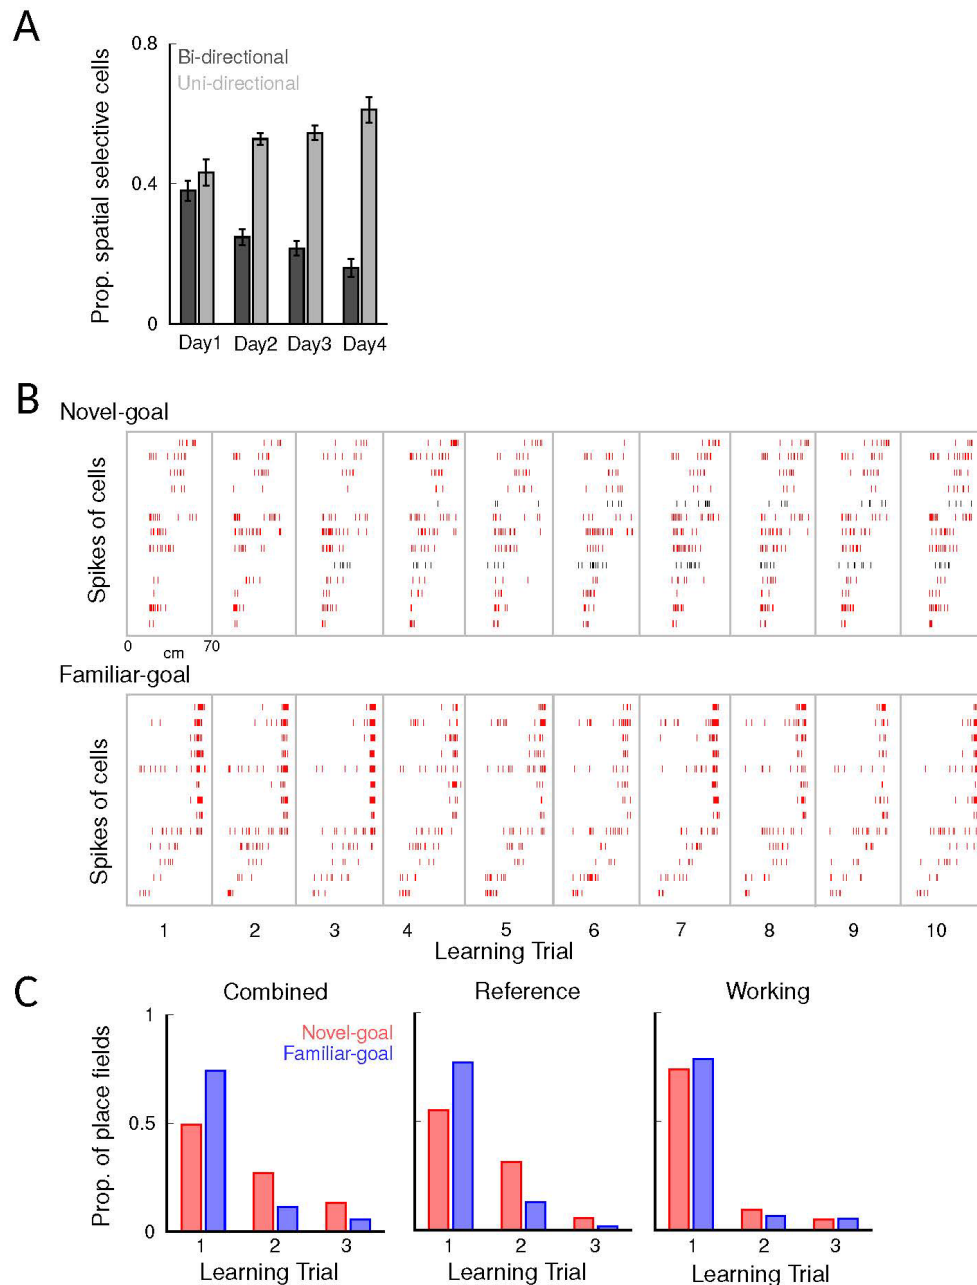 A
Prop. spatial selective cells
0.8
0.4
0
Bi-directional
Uni-directional
Day1 Day2 Day3 Day4
B
Novel-goal
Spikes of cells
0 cm 70
Familiar-goal
Spikes of cells
1 2 3 4 5 6 7 8 9 10
Learning Trial
C
Combined Reference Working
Prop. of place fields
1
0.5
0
Novel-goal
Familiar-goal
1 2 3 1 2 3 1 2 3
Learning Trial Learning Trial Learning Trial